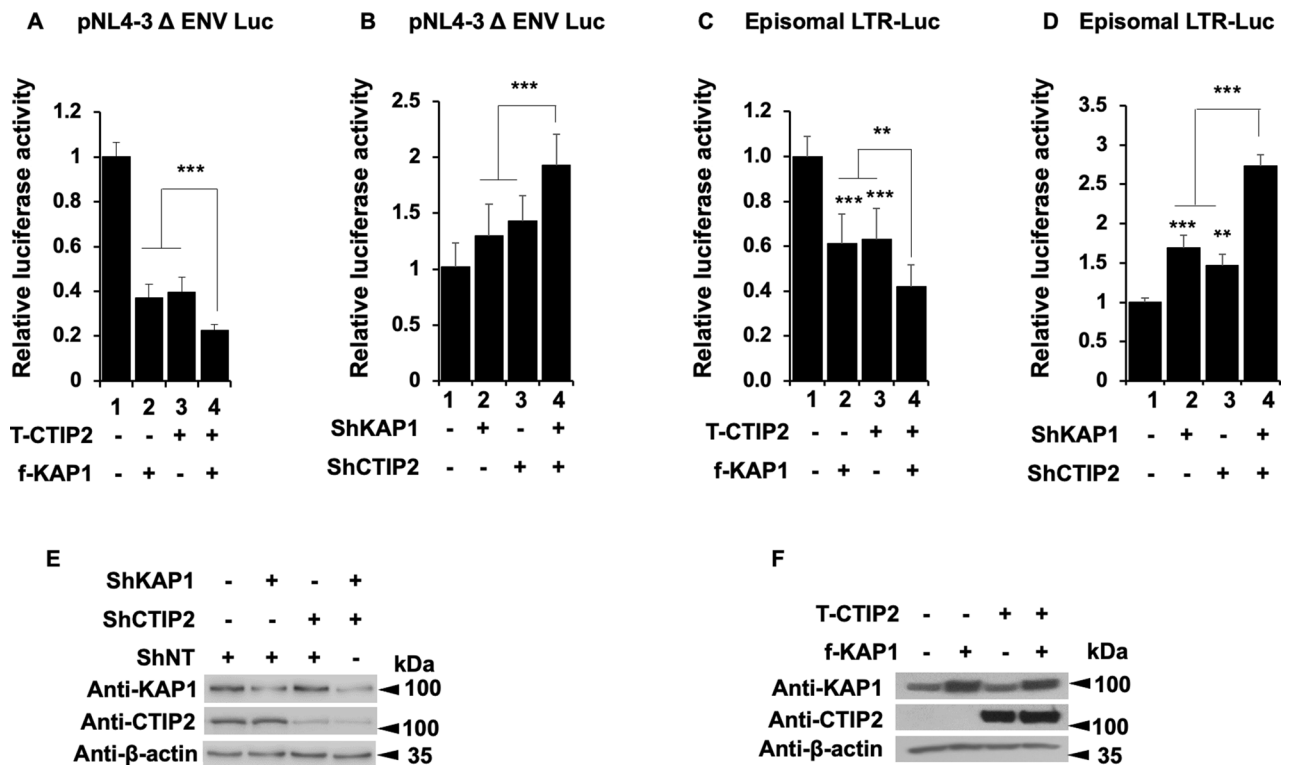 A pNL4-3 Δ ENV Luc
Relative luciferase activity
1.2
1
0.8
0.6
0.4
0.2
0
***
1 2 3 4
T-CTIP2 - - + +
f-KAP1 - + - +
B pNL4-3 Δ ENV Luc
Relative luciferase activity
2.5
2
1.5
1
0.5
0
***
1 2 3 4
ShKAP1 - + - +
ShCTIP2 - - + +
C Episomal LTR-Luc
Relative luciferase activity
1.2
1.0
0.8
0.6
0.4
0.2
0.0
**
*** ***
1 2 3 4
T-CTIP2 - - + +
f-KAP1 - + - +
D Episomal LTR-Luc
Relative luciferase activity
3.5
3
2.5
2
1.5
1
0.5
0
***
*** **
1 2 3 4
ShKAP1 - + - +
ShCTIP2 - - + +
E
ShKAP1 - + - +
ShCTIP2 - - + +
ShNT + + + - kDa
Anti-KAP1 100
Anti-CTIP2 100
Anti-β-actin 35
F
T-CTIP2 - - + +
f-KAP1 - + - + kDa
Anti-KAP1 100
Anti-CTIP2 100
Anti-β-actin 35